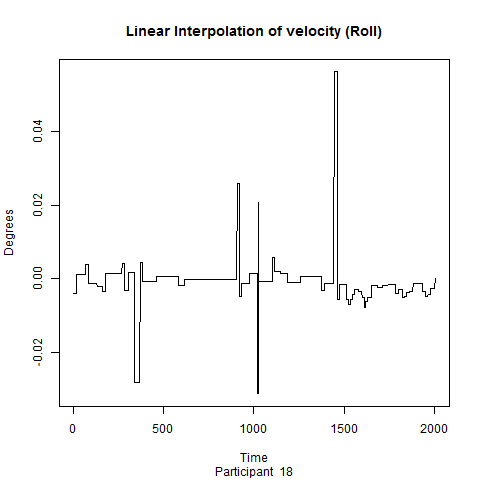 Linear Interpolation of velocity (Roll)
Degrees
0.04
0.02
0.00
-0.02
0
500
1000
1500
2000
Time
Participant 18